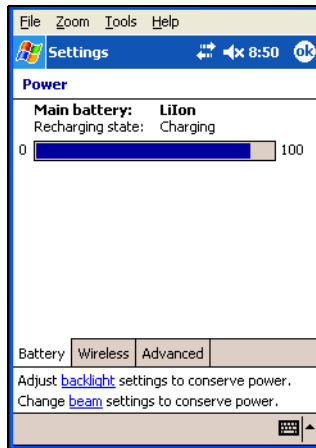 File Zoom Tools Help
Settings 8:50 ok
Power
Main battery: LiIon
Recharging state: Charging
0 100
Battery Wireless Advanced
Adjust backlight settings to conserve power.
Change beam settings to conserve power.